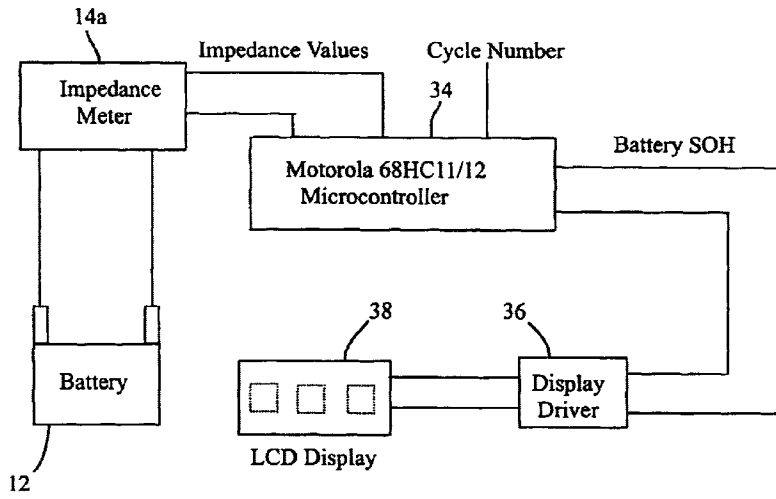 14a
Impedance Values
Cycle Number
Impedance
Meter
34
Motorola 68HC11/12
Microcontroller
Battery SOH
38
36
Battery
Display
Driver
LCD Display
12